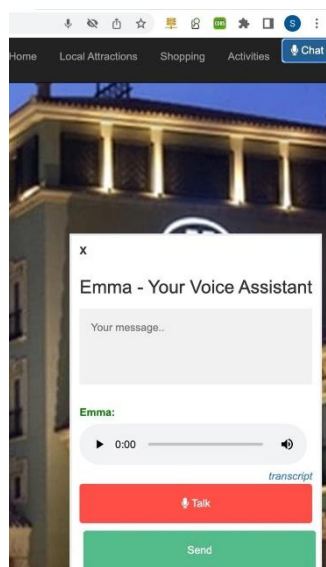 S
Home Local Attractions Shopping Activities Chat
X
Emma - Your Voice Assistant
Your message..
Emma:
0:00
transcript
Talk
Send